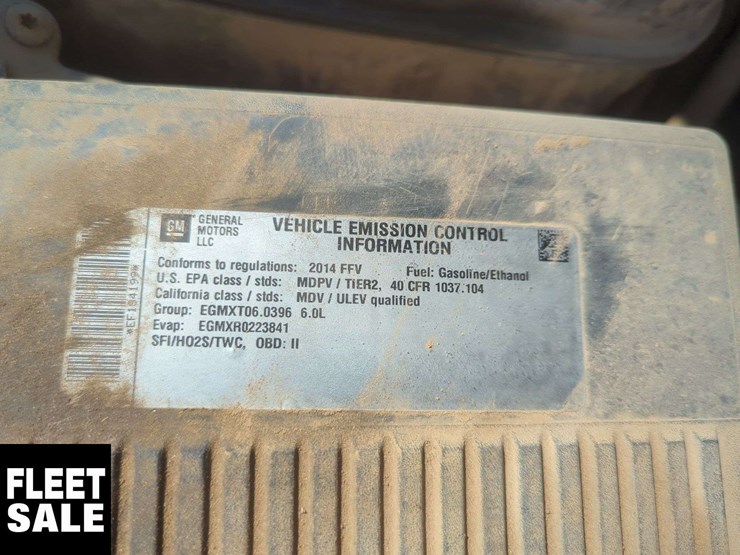 GM
GENERAL
MOTORS
LLC
VEHICLE EMISSION CONTROL
INFORMATION
Conforms to regulations: 2014 FFV Fuel: Gasoline/Ethanol
U.S. EPA class / stds: MDPV / TIER2, 40 CFR 1037.104
California class / stds: MDV / ULEV qualified
Group: EGMXT06.0396 6.0L
Evap: EGMXR0223841
SFI/HO2S/TWC, OBD: II
*EF184199*
FLEET
SALE